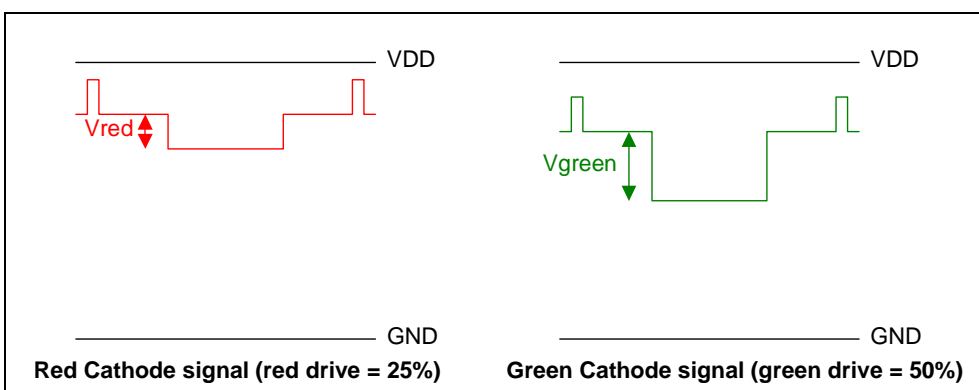 VDD
VDD
Vred
Vgreen
GND
GND
Red Cathode signal (red drive = 25%)
Green Cathode signal (green drive = 50%)